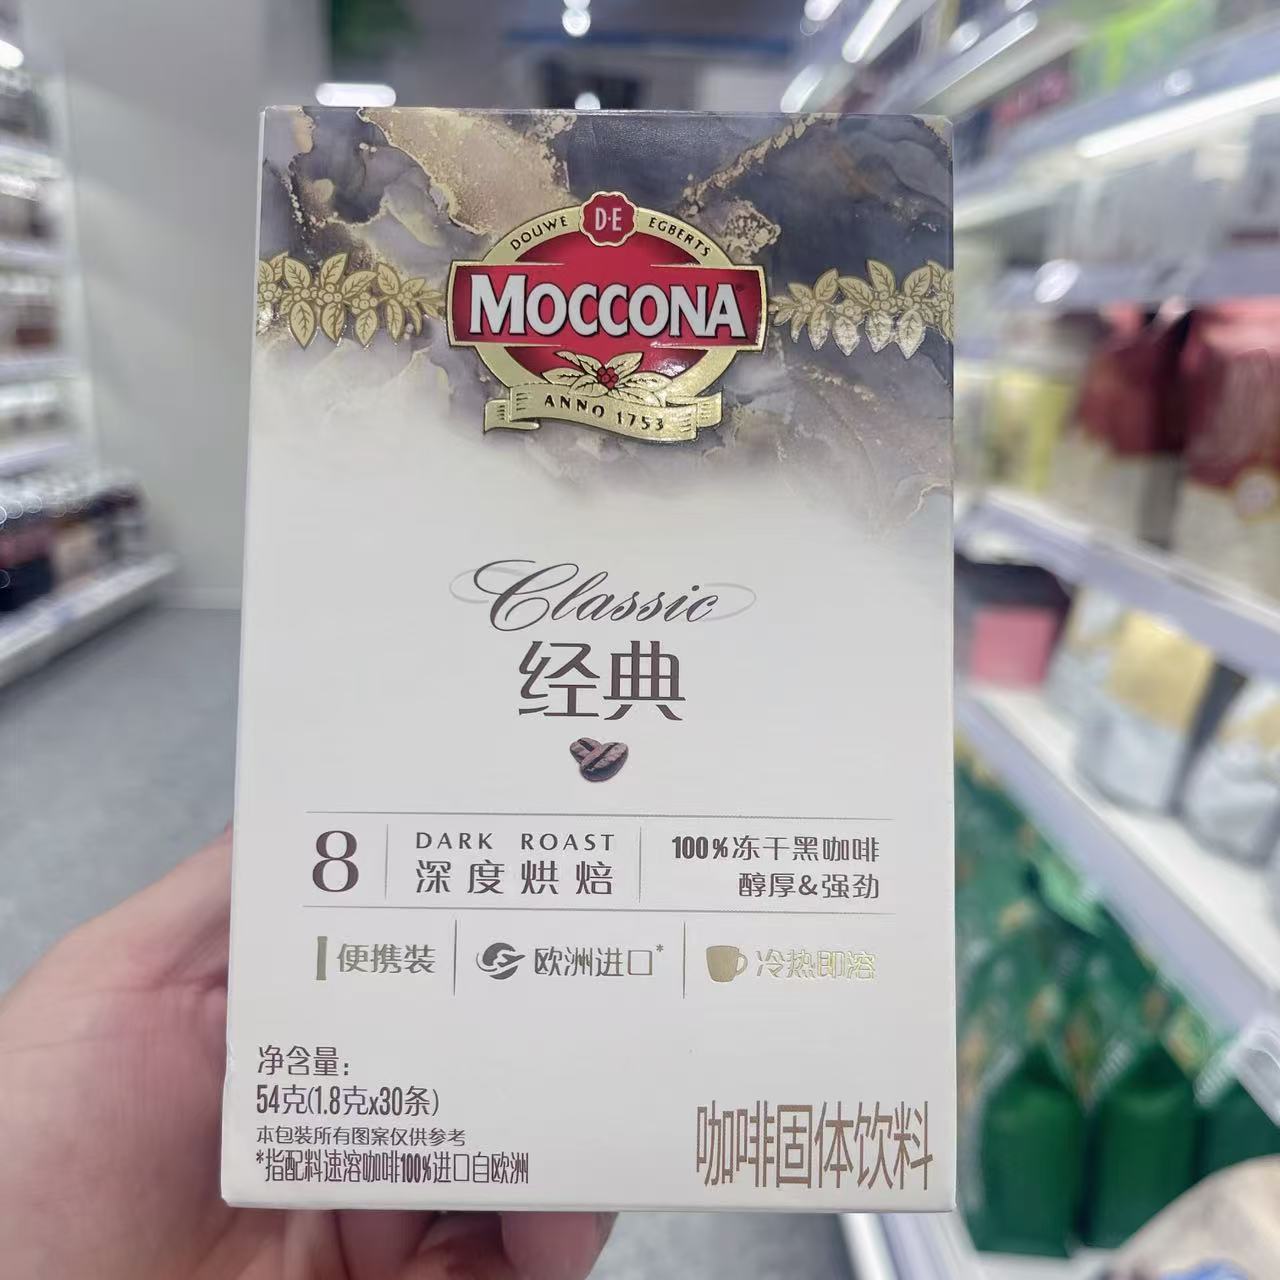 DOUWE EGBERTS
D·E
MOCCONA
ANNO 1753
Classic
经典
8
DARK ROAST
深度烘焙
100%冻干黑咖啡
醇厚&强劲
便携装
欧洲进口*
冷热即溶
净含量：
54克(1.8克x30条)
本包装所有图案仅供参考
*指配料速溶咖啡100%进口自欧洲
咖啡固体饮料